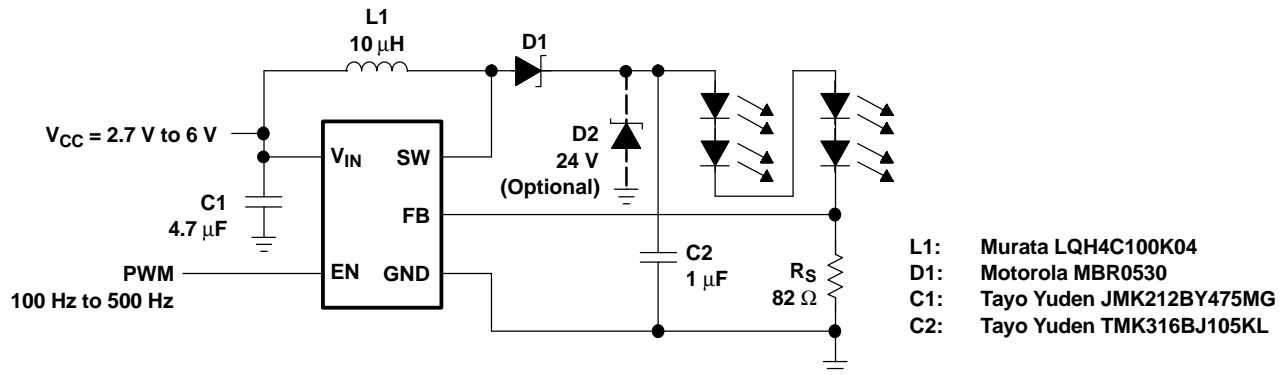 L1
10 μH
D1
VCC = 2.7 V to 6 V
VIN
SW
D2
24 V
(Optional)
C1
4.7 μF
FB
C2
1 μF
RS
82 Ω
PWM
100 Hz to 500 Hz
EN
GND
L1: Murata LQH4C100K04
D1: Motorola MBR0530
C1: Tayo Yuden JMK212BY475MG
C2: Tayo Yuden TMK316BJ105KL